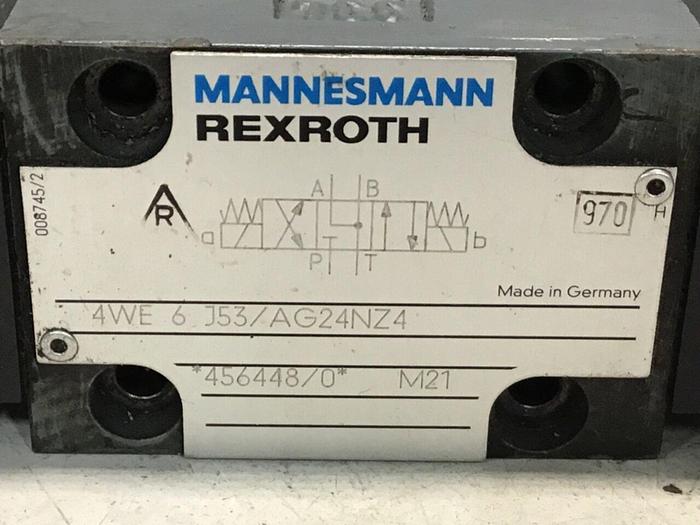 MANNESMANN
REXROTH
008745/2
R
A B
a b
P T
970
H
Made in Germany
4WE 6 J53/AG24NZ4
*456448/0* M21